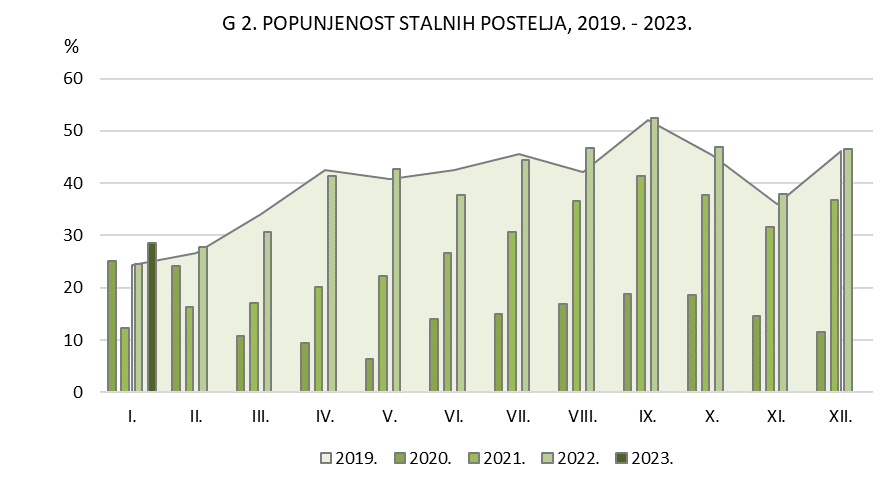 G 2. POPUNJENOST STALNIH POSTELJA, 2019. - 2023.
%
60
50
40
30
20
10
0
I. II. III. IV. V. VI. VII. VIII. IX. X. XI. XII.
2019. 2020. 2021. 2022. 2023.